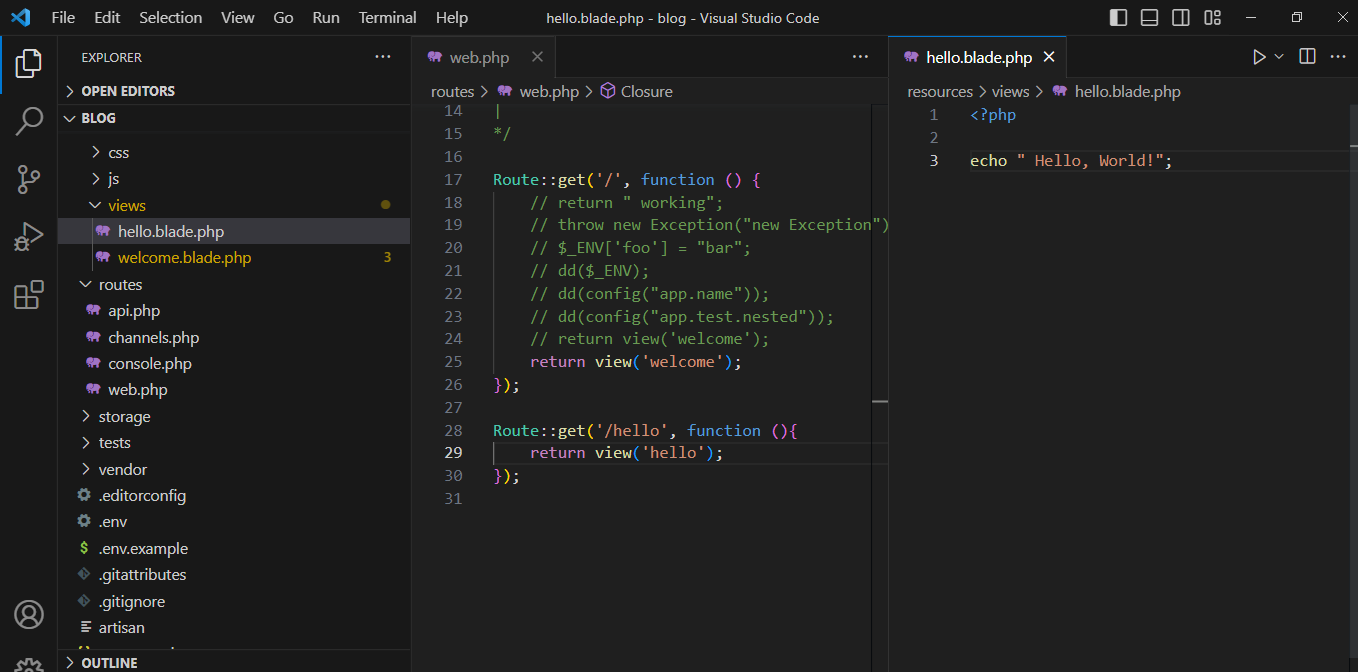 File Edit Selection View Go Run Terminal Help
hello.blade.php - blog - Visual Studio Code
EXPLORER
OPEN EDITORS
BLOG
css
js
views
hello.blade.php
welcome.blade.php 3
routes
api.php
channels.php
console.php
web.php
storage
tests
vendor
.editorconfig
.env
$ .env.example
.gitattributes
.gitignore
artisan
OUTLINE
web.php
routes > web.php > Closure
14 |
15 */
16
17 Route::get('/', function () {
18     // return " working";
19     // throw new Exception("new Exception")
20     // $_ENV['foo'] = "bar";
21     // dd($_ENV);
22     // dd(config("app.name"));
23     // dd(config("app.test.nested"));
24     // return view('welcome');
25     return view('welcome');
26 });
27
28 Route::get('/hello', function (){
29     return view('hello');
30 });
31
hello.blade.php
resources > views > hello.blade.php
1 <?php
2
3 echo " Hello, World!";